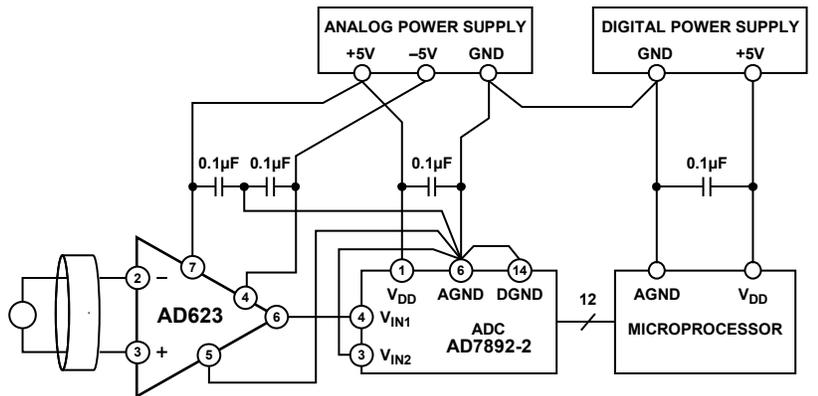 ANALOG POWER SUPPLY
+5V –5V GND
DIGITAL POWER SUPPLY
GND +5V
0.1µF 0.1µF 0.1µF 0.1µF
7
4
2 –
AD623
6
3 +
5
1 6 14
V_DD AGND DGND
4 V_IN1
ADC
AD7892-2
3 V_IN2
12
AGND V_DD
MICROPROCESSOR